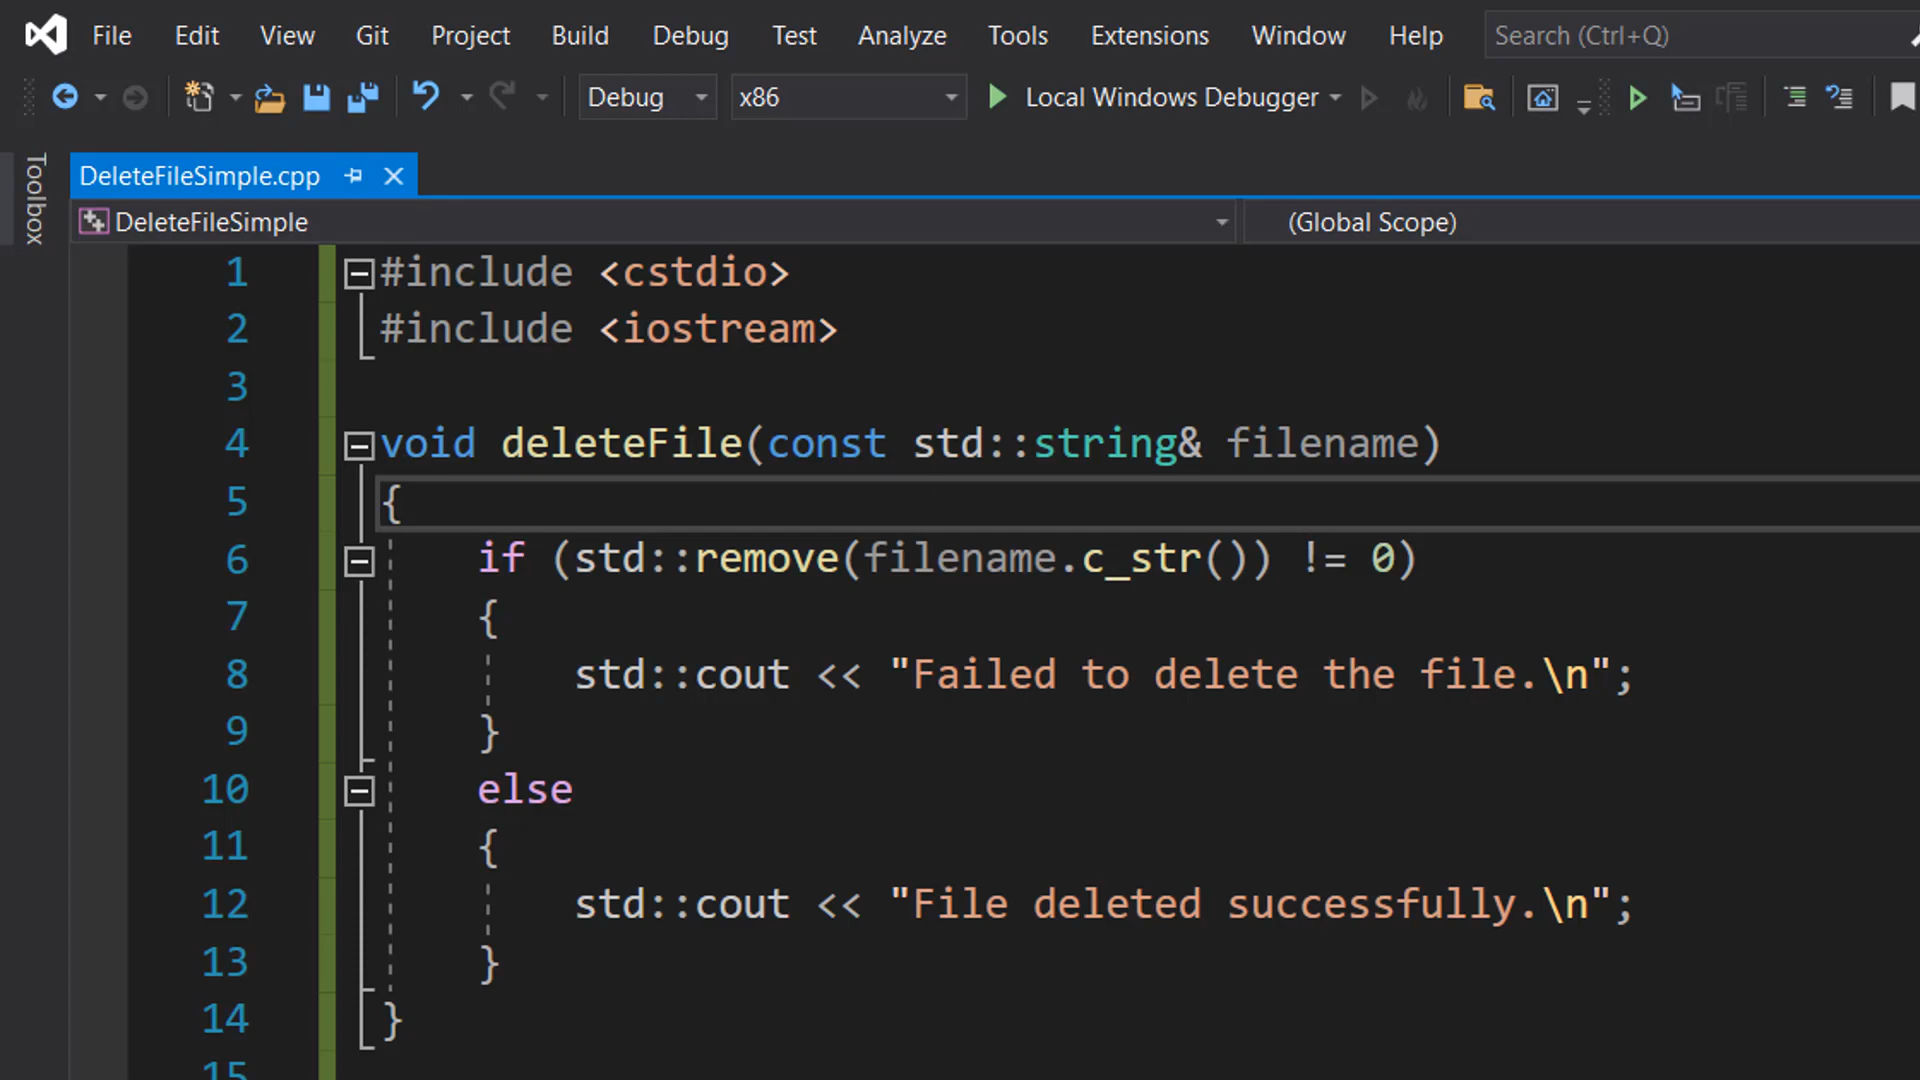 File Edit View Git Project Build Debug Test Analyze Tools Extensions Window Help Search (Ctrl+Q)
Debug x86 Local Windows Debugger
Toolbox
DeleteFileSimple.cpp
DeleteFileSimple (Global Scope)
1 #include <cstdio>
2 #include <iostream>
3
4 void deleteFile(const std::string& filename)
5 {
6 if (std::remove(filename.c_str()) != 0)
7 {
8 std::cout << "Failed to delete the file.\n";
9 }
10 else
11 {
12 std::cout << "File deleted successfully.\n";
13 }
14 }
15